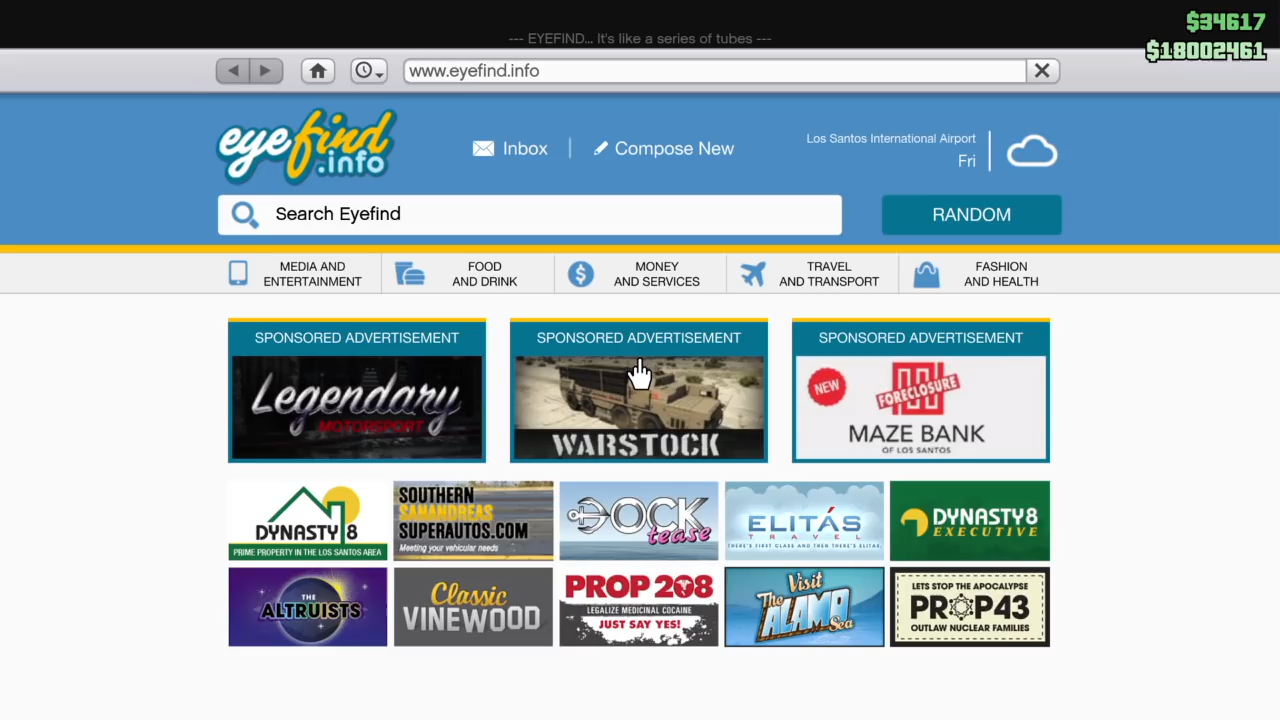 $34617
--- EYEFIND... It's like a series of tubes ---
$18002461
www.eyefind.info
eyefind
.info
Inbox
Compose New
Los Santos International Airport
Fri
Search Eyefind
RANDOM
MEDIA AND
ENTERTAINMENT
FOOD
AND DRINK
MONEY
AND SERVICES
TRAVEL
AND TRANSPORT
FASHION
AND HEALTH
SPONSORED ADVERTISEMENT
Legendary
MOTORSPORT
SPONSORED ADVERTISEMENT
WARSTOCK
SPONSORED ADVERTISEMENT
NEW
FORECLOSURE
MAZE BANK
OF LOS SANTOS
DYNASTY 8
PRIME PROPERTY IN THE LOS SANTOS AREA
SOUTHERN
SANANDREAS
SUPERAUTOS.COM
Meeting your vehicular needs
DOCK
tease
ELITÁS
TRAVEL
THERE'S FIRST CLASS AND THEN THERE'S ELITAS
DYNASTY 8
EXECUTIVE
THE
ALTRUISTS
Classic
VINEWOOD
PROP 208
LEGALIZE MEDICINAL COCAINE
JUST SAY YES!
Visit
The
ALAMO
Sea
LETS STOP THE APOCALYPSE
PROP43
OUTLAW NUCLEAR FAMILIES